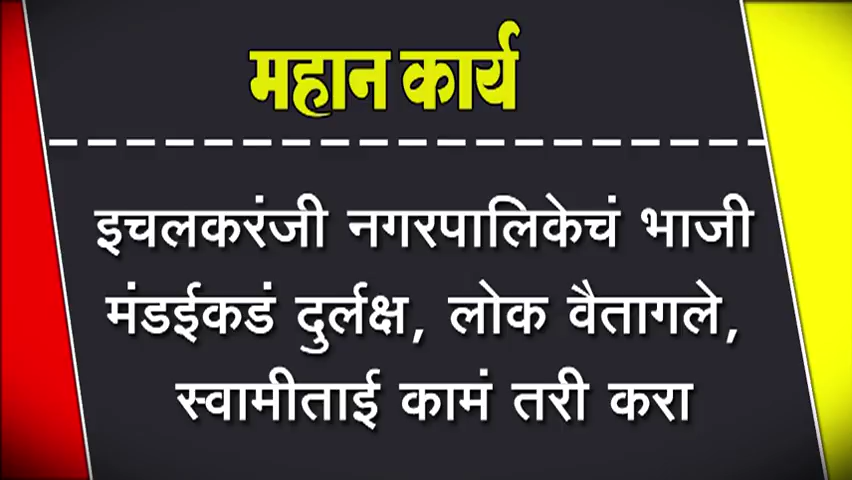 महान कार्य
इचलकरंजी नगरपालिकेचं भाजी
मंडईकडं दुर्लक्ष, लोक वैतागले,
स्वामीताई कामं तरी करा